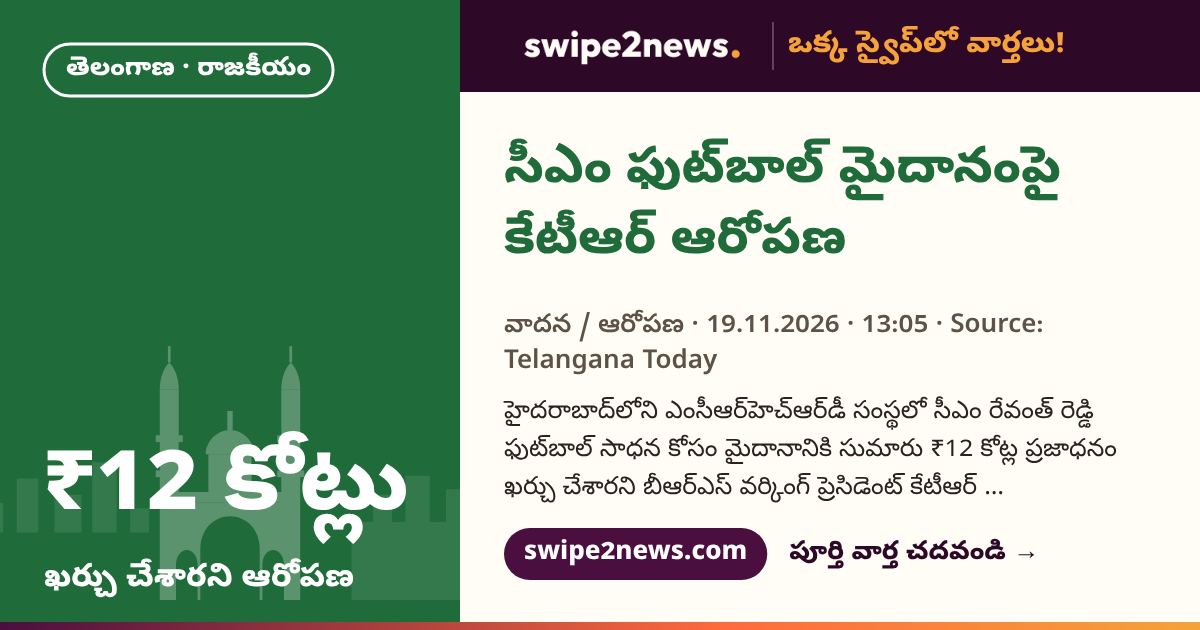 తెలంగాణ · రాజకీయం
₹12 కోట్లు
ఖర్చు చేశారని ఆరోపణ
swipe2news.
ఒక్క స్వైప్‌లో వార్తలు!
సీఎం ఫుట్‌బాల్ మైదానంపై
కేటీఆర్ ఆరోపణ
వాదన / ఆరోపణ · 19.11.2026 · 13:05 · Source:
Telangana Today
హైదరాబాద్‌లోని ఎంసీఆర్‌హెచ్‌ఆర్‌డీ సంస్థలో సీఎం రేవంత్ రెడ్డి
ఫుట్‌బాల్ సాధన కోసం మైదానానికి సుమారు ₹12 కోట్ల ప్రజాధనం
ఖర్చు చేశారని బీఆర్ఎస్ వర్కింగ్ ప్రెసిడెంట్ కేటీఆర్ ...
swipe2news.com
పూర్తి వార్త చదవండి →